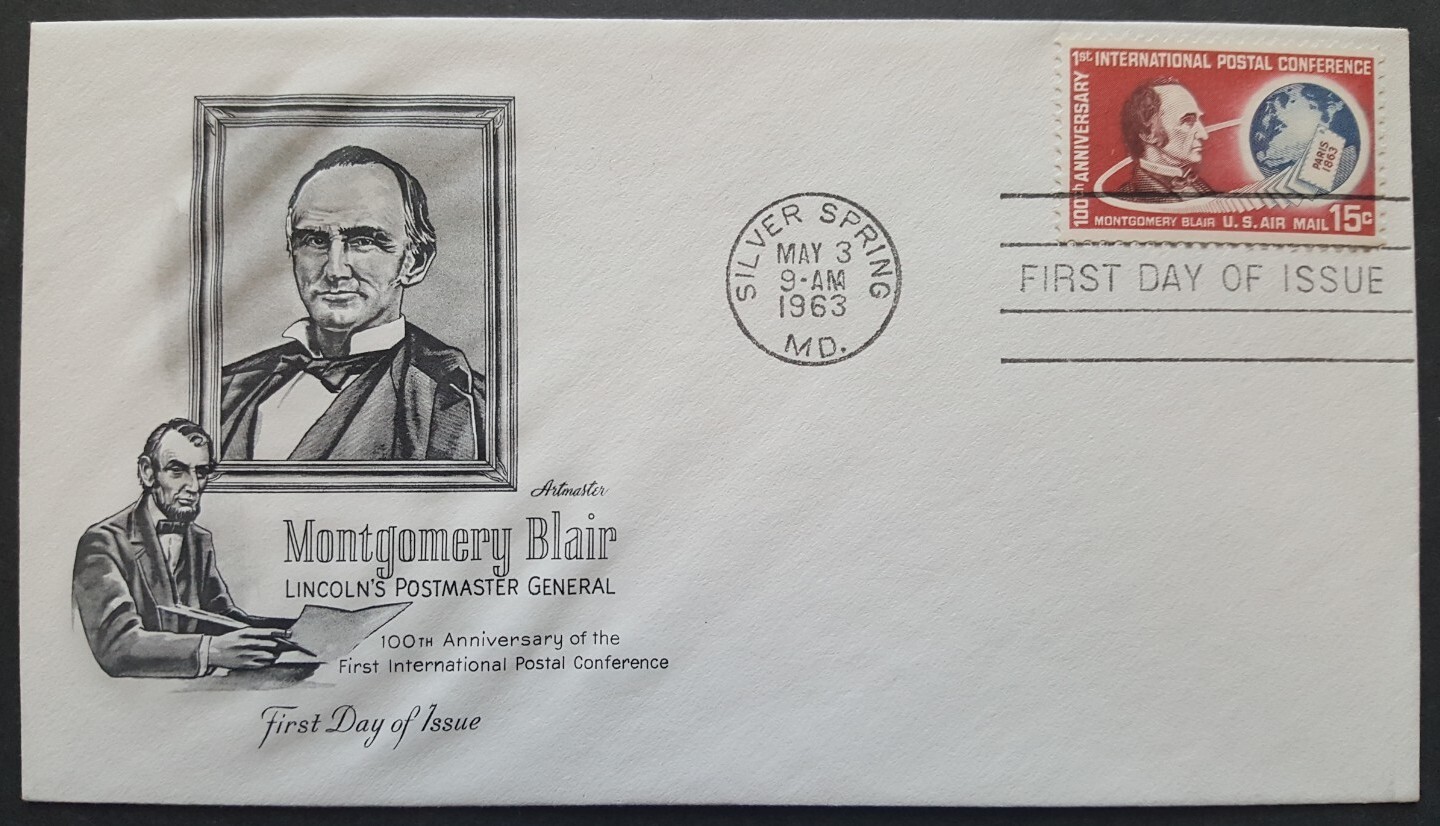 1st INTERNATIONAL POSTAL CONFERENCE
100th ANNIVERSARY
PARIS
1863
MONTGOMERY BLAIR U.S. AIR MAIL 15c
SILVER SPRING
MAY 3
9-AM
1963
MD.
FIRST DAY OF ISSUE
Artmaster
Montgomery Blair
LINCOLN'S POSTMASTER GENERAL
100TH Anniversary of the
First International Postal Conference
First Day of Issue